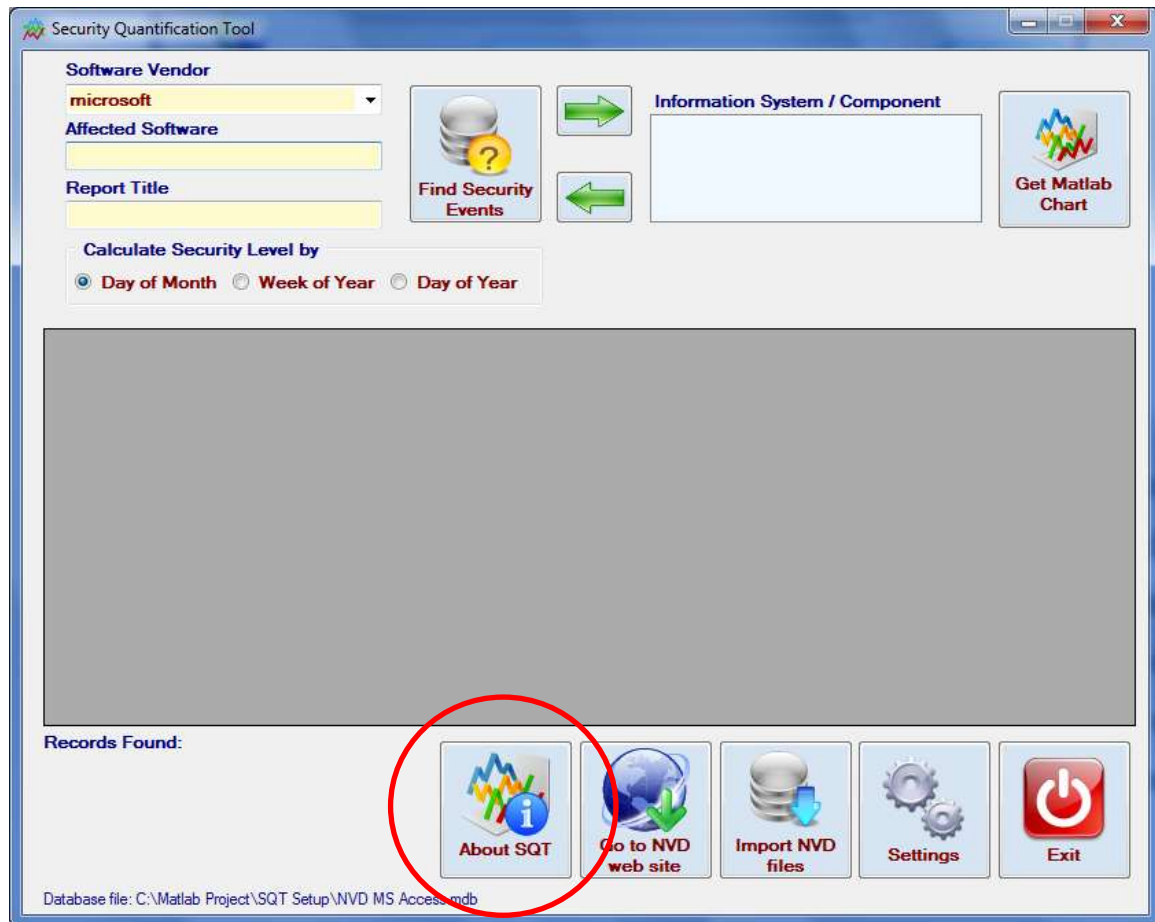 Security Quantification Tool
Software Vendor
microsoft
Affected Software
Report Title
Find Security
Events
Information System / Component
Get Matlab
Chart
Calculate Security Level by
Day of Month Week of Year Day of Year
Records Found:
About SQT
Go to NVD
web site
Import NVD
files
Settings
Exit
Database file: C:\Matlab Project\SQT Setup\NVD MS Access.mdb